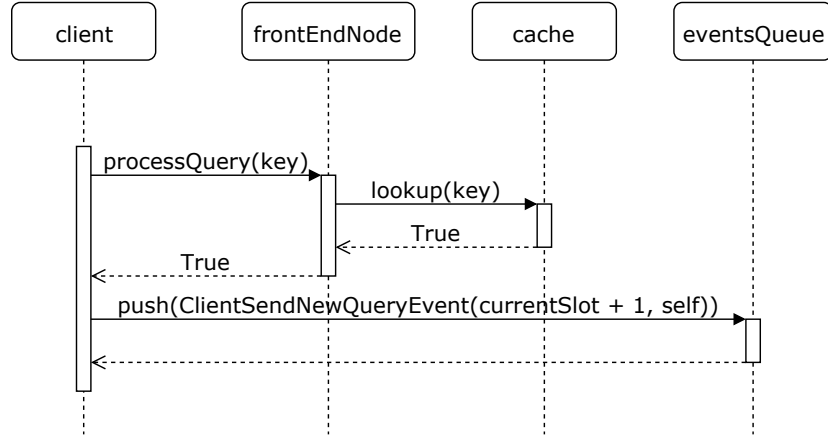 client
frontEndNode
cache
eventsQueue
processQuery(key)
lookup(key)
True
True
push(ClientSendNewQueryEvent(currentSlot + 1, self))